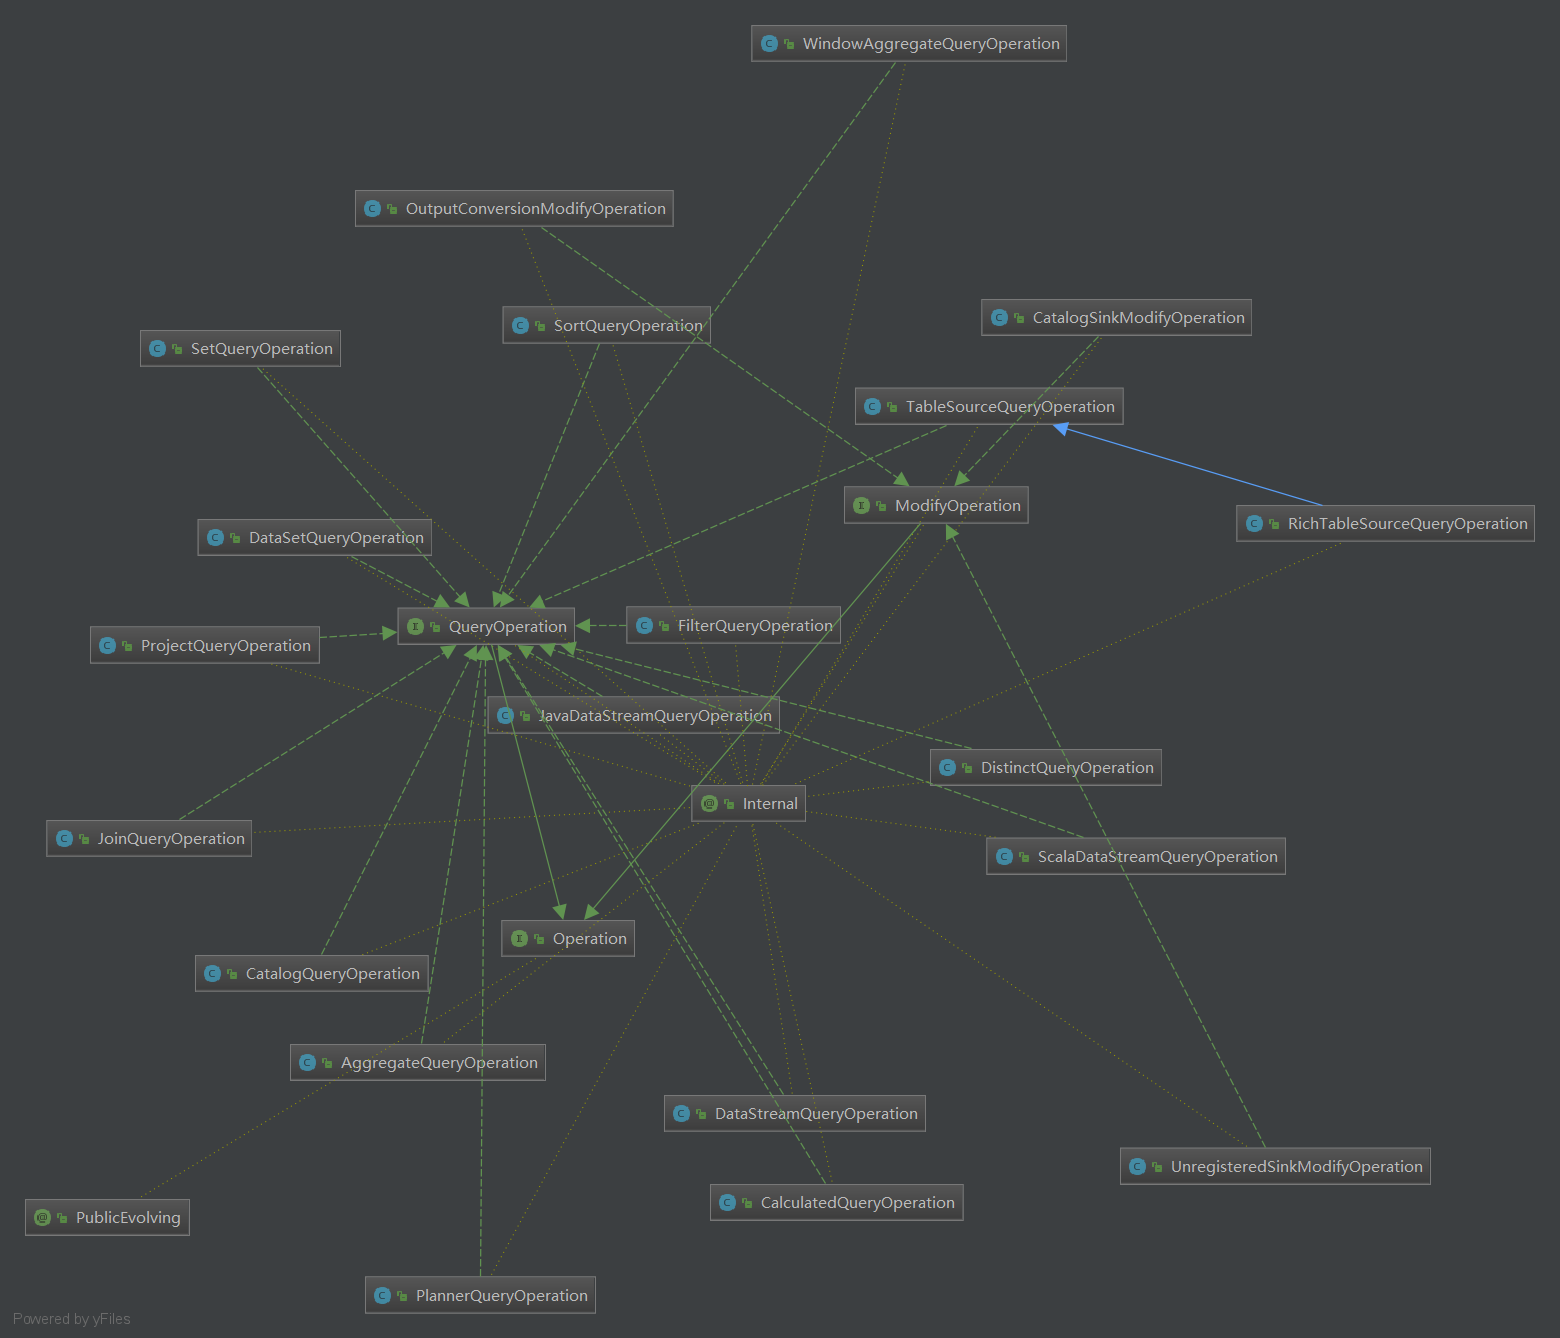 WindowAggregateQueryOperation
OutputConversionModifyOperation
SortQueryOperation
CatalogSinkModifyOperation
SetQueryOperation
TableSourceQueryOperation
ModifyOperation
RichTableSourceQueryOperation
DataSetQueryOperation
QueryOperation
FilterQueryOperation
ProjectQueryOperation
JavaDataStreamQueryOperation
DistinctQueryOperation
Internal
JoinQueryOperation
ScalaDataStreamQueryOperation
Operation
CatalogQueryOperation
AggregateQueryOperation
DataStreamQueryOperation
UnregisteredSinkModifyOperation
CalculatedQueryOperation
PublicEvolving
PlannerQueryOperation
Powered by yFiles